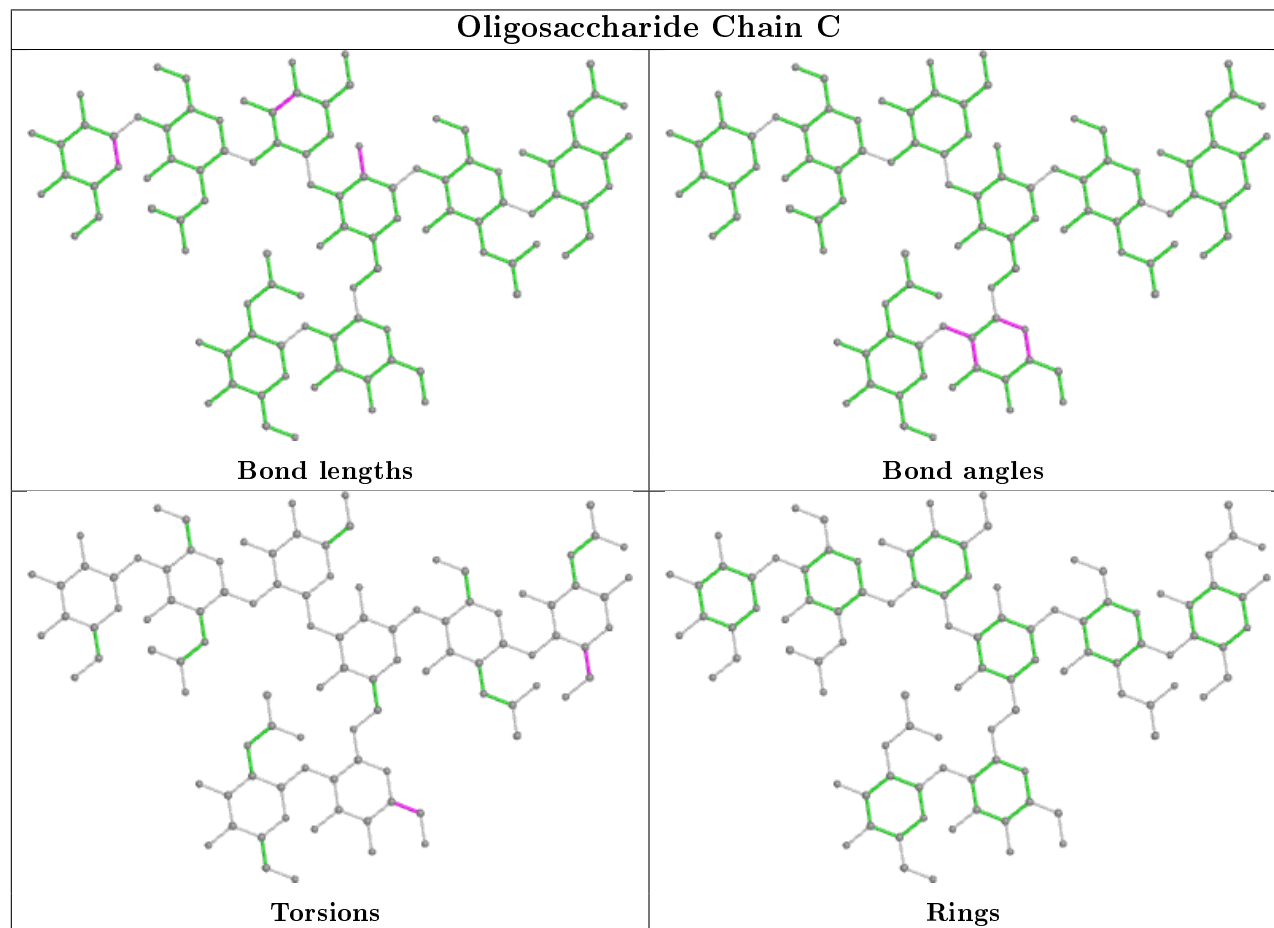 Oligosaccharide Chain C
Bond lengths
Bond angles
Torsions
Rings